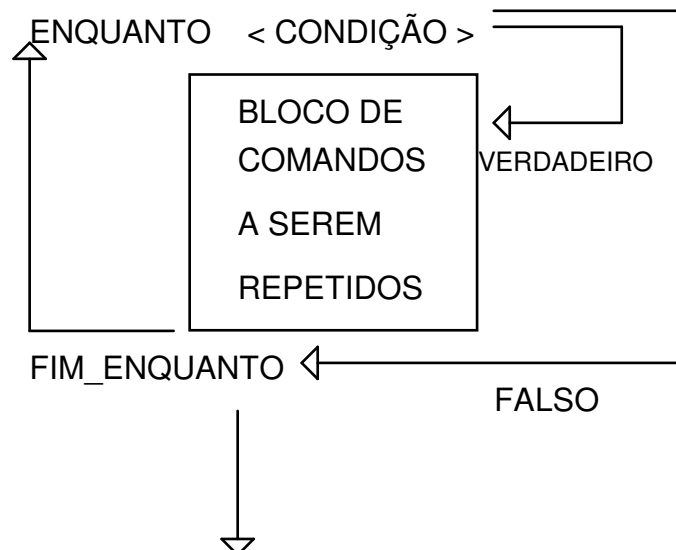 ENQUANTO < CONDIÇÃO >
BLOCO DE
COMANDOS
VERDADEIRO
A SEREM
REPETIDOS
FIM_ENQUANTO
FALSO